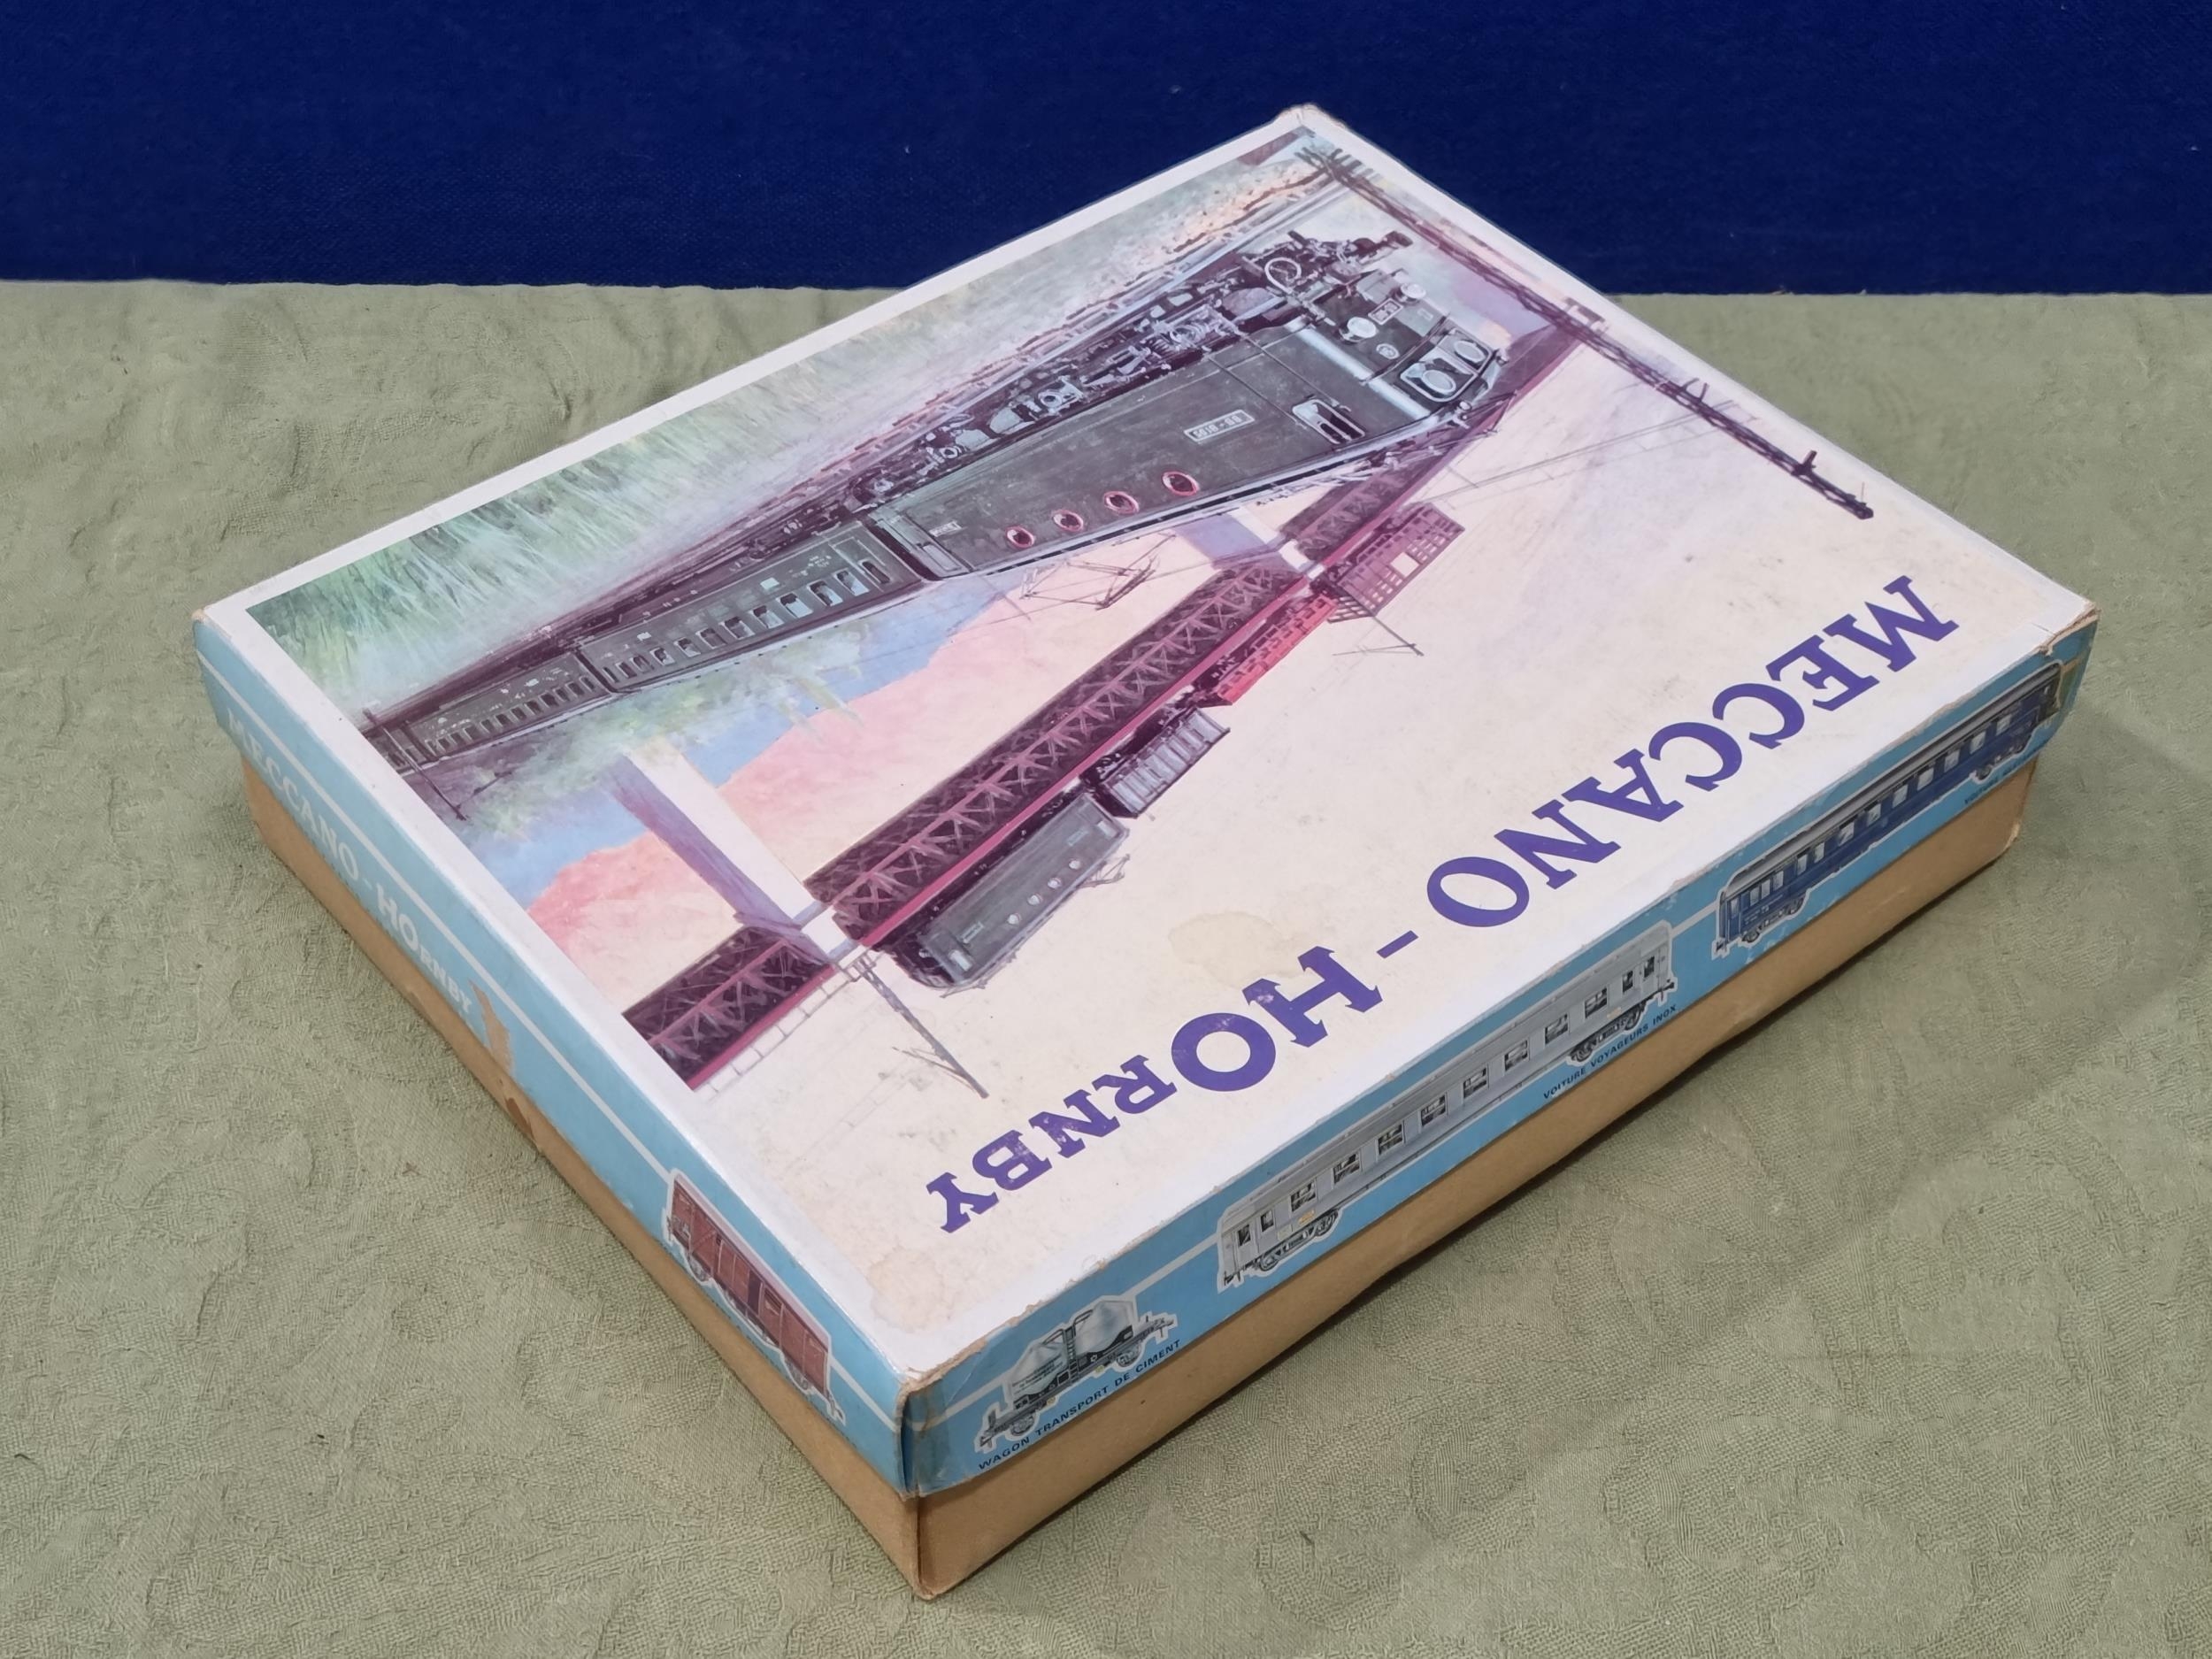 MECCANO - HORNBY
MECCANO - HORNBY
WAGON TRANSPORT DE CIMENT
VOITURE VOYAGEURS INOX